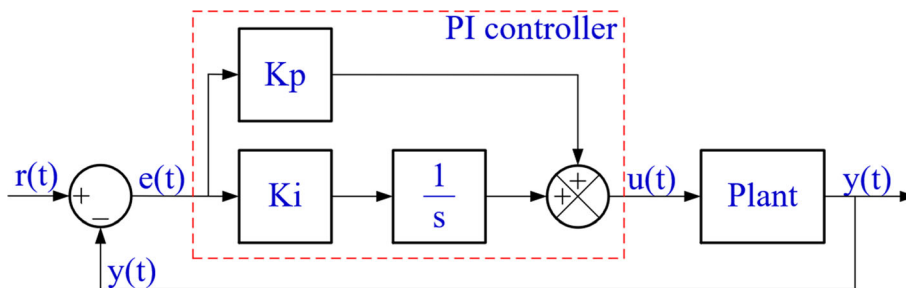 PI controller
Kp
+
r(t)
+
−
e(t)
Ki
1
s
+
u(t)
Plant
y(t)
y(t)